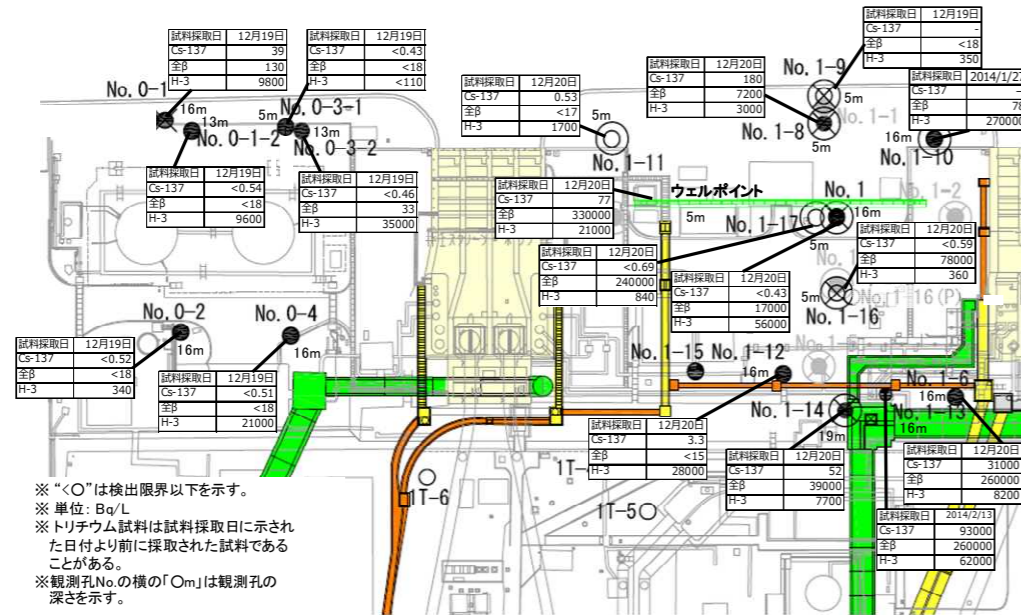 試料採取日 12月19日
Cs-137 39
全β 130
H-3 9800
試料採取日 12月19日
Cs-137 <0.43
全β <18
H-3 <110
試料採取日 12月19日
Cs-137 -
全β <18
H-3 350
試料採取日 12月20日
Cs-137 0.53
全β <17
H-3 1700
試料採取日 12月20日
Cs-137 180
全β 7200
H-3 3000
試料採取日 2014/1/27
Cs-137 -
全β 78
H-3 270000
No. 0-1
16m
13m
No. 0-1-2
5m
No. 0-3-1
13m
No. 0-3-2
No. 1-11
No. 1-9
5m
No. 1-8
5m
1-1
16m
No. 1-10
試料採取日 12月19日
Cs-137 <0.54
全β <18
H-3 9600
試料採取日 12月19日
Cs-137 <0.46
全β 33
H-3 35000
試料採取日 12月20日
Cs-137 77
全β 330000
H-3 21000
ウェルポイント
5m
No. 1
16m
1-2
No. 1-17
5m
試料採取日 12月20日
Cs-137 <0.59
全β 78000
H-3 360
試料採取日 12月20日
Cs-137 <0.69
全β 240000
H-3 840
試料採取日 12月20日
Cs-137 <0.43
全β 17000
H-3 56000
5m
No. 1-16(P)
No. 1-16
No. 0-2
16m
No. 0-4
16m
試料採取日 12月19日
Cs-137 <0.52
全β <18
H-3 340
試料採取日 12月19日
Cs-137 <0.51
全β <18
H-3 21000
No. 1-15
No. 1-12
16m
No. 1-6
16m
No. 1-14
19m
No. 1-13
16m
試料採取日 12月20日
Cs-137 3.3
全β <15
H-3 28000
試料採取日 12月20日
Cs-137 52
全β 39000
H-3 7700
試料採取日 12月20日
Cs-137 31000
全β 260000
H-3 8200
試料採取日 2014/2/13
Cs-137 93000
全β 260000
H-3 62000
1T-6
1T-5
※ “<○”は検出限界以下を示す。
※ 単位: Bq/L
※トリチウム試料は試料採取日に示され
た日付より前に採取された試料である
ことがある。
※観測孔No.の横の「○m」は観測孔の
深さを示す。